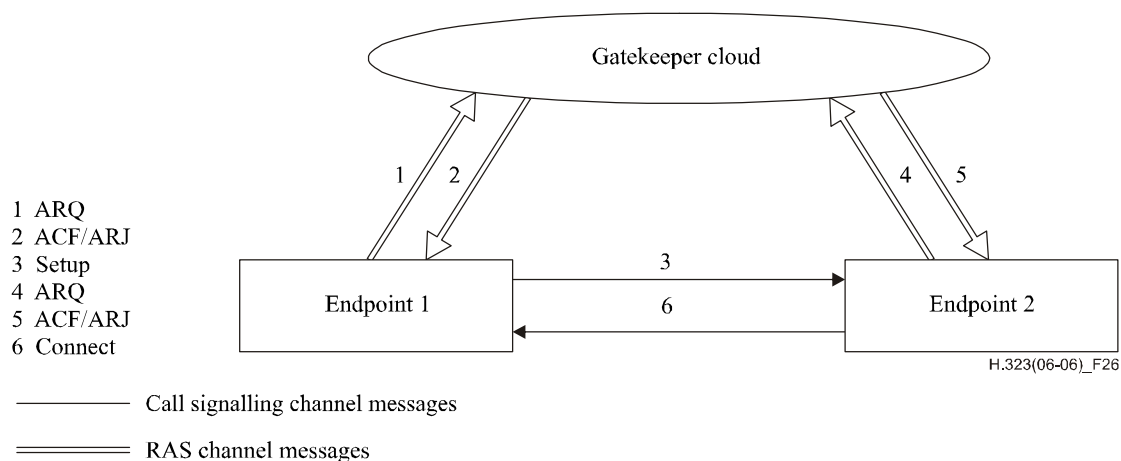 Gatekeeper cloud
1
2
4
5
1 ARQ
2 ACF/ARJ
3 Setup
4 ARQ
5 ACF/ARJ
6 Connect
Endpoint 1
3
6
Endpoint 2
H.323(06-06)_F26
Call signalling channel messages
RAS channel messages